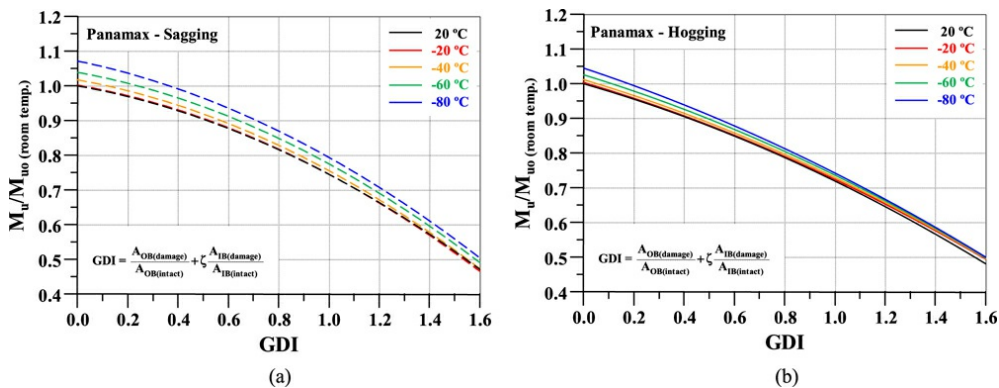 Panamax - Sagging
20 ºC
-20 ºC
-40 ºC
-60 ºC
-80 ºC
1.2
1.1
1.0
0.9
0.8
0.7
0.6
0.5
0.4
Mu/Muo (room temp.)
GDI = AOB(damage)/AOB(intact) + ζ AIB(damage)/AIB(intact)
0.0 0.2 0.4 0.6 0.8 1.0 1.2 1.4 1.6
GDI
(a)
Panamax - Hogging
20 ºC
-20 ºC
-40 ºC
-60 ºC
-80 ºC
1.2
1.1
1.0
0.9
0.8
0.7
0.6
0.5
0.4
Mu/Muo (room temp.)
GDI = AOB(damage)/AOB(intact) + ζ AIB(damage)/AIB(intact)
0.0 0.2 0.4 0.6 0.8 1.0 1.2 1.4 1.6
GDI
(b)